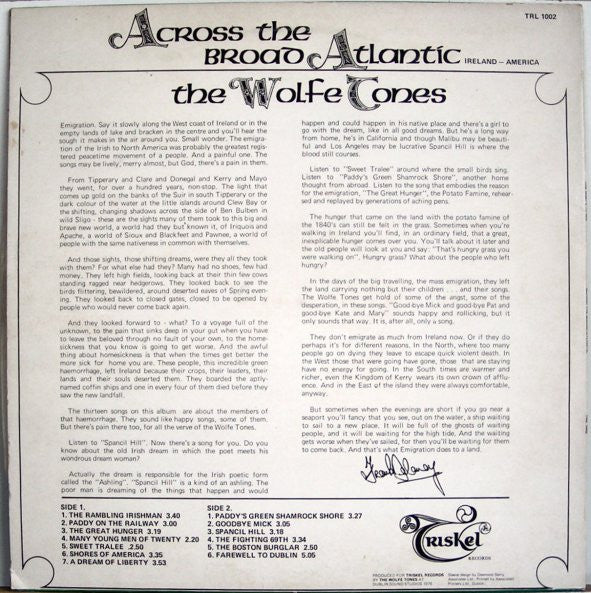 TRL 1002
Across the
Broad Atlantic IRELAND – AMERICA
the Wolfe Tones
Emigration. Say it slowly along the West coast of Ireland or in the
empty lands of lake and bracken in the centre and you'll hear the
sough it makes in the air around you. Small wonder. The emigra-
tion of the Irish to North America was probably the greatest regis-
tered peacetime movement of a people. And a painful one. The
songs may be lively, merry almost, but God, there's pain in them.
From Tipperary and Clare and Donegal and Kerry and Mayo
they went, for over a hundred years, non-stop. The light that
comes up gold on the banks of the Suir in south Tipperary or the
dark colour of the water at the little islands around Clew Bay or
the shifting, changing shadows across the side of Ben Bulben in
wild Sligo - these are the sights many of them took to this big and
brave new world, a world had they but known it, of Iriquois and
Apache, a world of Sioux and Blackfeet and Pawnee, a world of
people with the same nativeness in common with themselves.
And those sights, those shifting dreams, were they all they took
with them? For what else had they? Many had no shoes, few had
money. They left high fields, looking back at their thin few cows
standing ragged near hedgerows. They looked back to see the
birds flittering, bewildered, around deserted eaves of Spring even-
ing. They looked back to closed gates, closed to be opened by
people who would never come back again.
And they looked forward to - what? To a voyage full of the
unknown, to the pain that sinks deep in your gut when you have
to leave the beloved through no fault of your own, to the home-
sickness that you know is going to get worse. And the awful
thing about homesickness is that when the times get better the
more sick for home you are. These people, this incredible green
haemorrhage, left Ireland because their crops, their leaders, their
lands and their souls were deserted. They boarded the aptly-
named coffin ships and one in every four of them died before they
saw the new landfall.
The thirteen songs on this album are about the members of
that haemorrhage. They sound like happy songs, some of them.
But there's pain there too, for all the verve of the Wolfe Tones.
Listen to "Spancil Hill". Now there's a song for you. Do you
know about the old Irish dream in which the poet meets his
wondrous dream woman?
Actually the dream is responsible for the Irish poetic form
called the "Ashling". "Spancil Hill" is a kind of an ashling. The
poor man is dreaming of the things that happen and would
happen and could happen in his native place and there's a girl to
go with the dream, like in all good dreams. But he's a long way
from home, he's in California and though Malibu may be beauti-
ful and Los Angeles may be lucrative Spancil Hill is where the
blood still courses.
Listen to "Sweet Tralee" around where the small birds sing.
Listen to "Paddy's Green Shamrock Shore", another home
thought from abroad. Listen to the song that embodies the reason
for the emigration, "The Great Hunger", the Potato Famine, rehear-
sed and replayed by generations of aching pens.
The hunger that came on the land with the potato famine of
the 1840's can still be felt in the grass. Sometimes when you're
walking in Ireland you'll find, in an ordinary field, that a great,
inexplicable hunger comes over you. You'll talk about it later and
the old people will look at you and say: "That's hungry grass you
were walking on". Hungry grass? What about the people who left
hungry?
In the days of the big travelling, the mass emigration, they left
the land carrying nothing but their children . . . and their songs.
The Wolfe Tones get hold of some of the angst, some of the
desperation, in these songs. "Good-bye Mick and good-bye Pat and
good-bye Kate and Mary" sounds happy and rollicking, but it
only sounds that way. It is, after all, only a song.
They don't emigrate as much from Ireland now. Or if they do
perhaps it's for different reasons. In the North, where too many
people go on dying they leave to escape quick violent death. In
the West those that were going have gone, those that are staying
have no energy for going. In the South times are warmer and
richer, even the Kingdom of Kerry wears its own crown of afflu-
ence. And in the East of the island they were always comfortable,
anyway.
But sometimes when the evenings are short if you go near a
seaport you'll fancy that you see, out on the water, a ship waiting
to sail to a new place. It will be full of the ghosts of waiting
people, and it will be waiting for the high tide, And the waiting
will be worse when they've sailed, for then you'll be waiting for them
to come back. And that's what Emigration does to a land.
Frank Delaney
SIDE 1.
1. THE RAMBLING IRISHMAN 3.40
2. PADDY ON THE RAILWAY 3.00
3. THE GREAT HUNGER 3.19
4. MANY YOUNG MEN OF TWENTY 2.20
5. SWEET TRALEE .2.50
6. SHORES OF AMERICA 3.35
7. A DREAM OF LIBERTY 3.53
SIDE 2.
1. PADDY'S GREEN SHAMROCK SHORE 3.27
2. GOODBYE MICK 3.05
3. SPANCIL HILL 3.18
4. THE FIGHTING 69TH 3.34
5. THE BOSTON BURGLAR .2.50
6. FAREWELL TO DUBLIN 5.05
TRISKEL
RECORDS
PRODUCED FOR TRISKEL RECORDS
BY THE WOLFE TONES AT
DUBLIN SOUND STUDIOS 1976